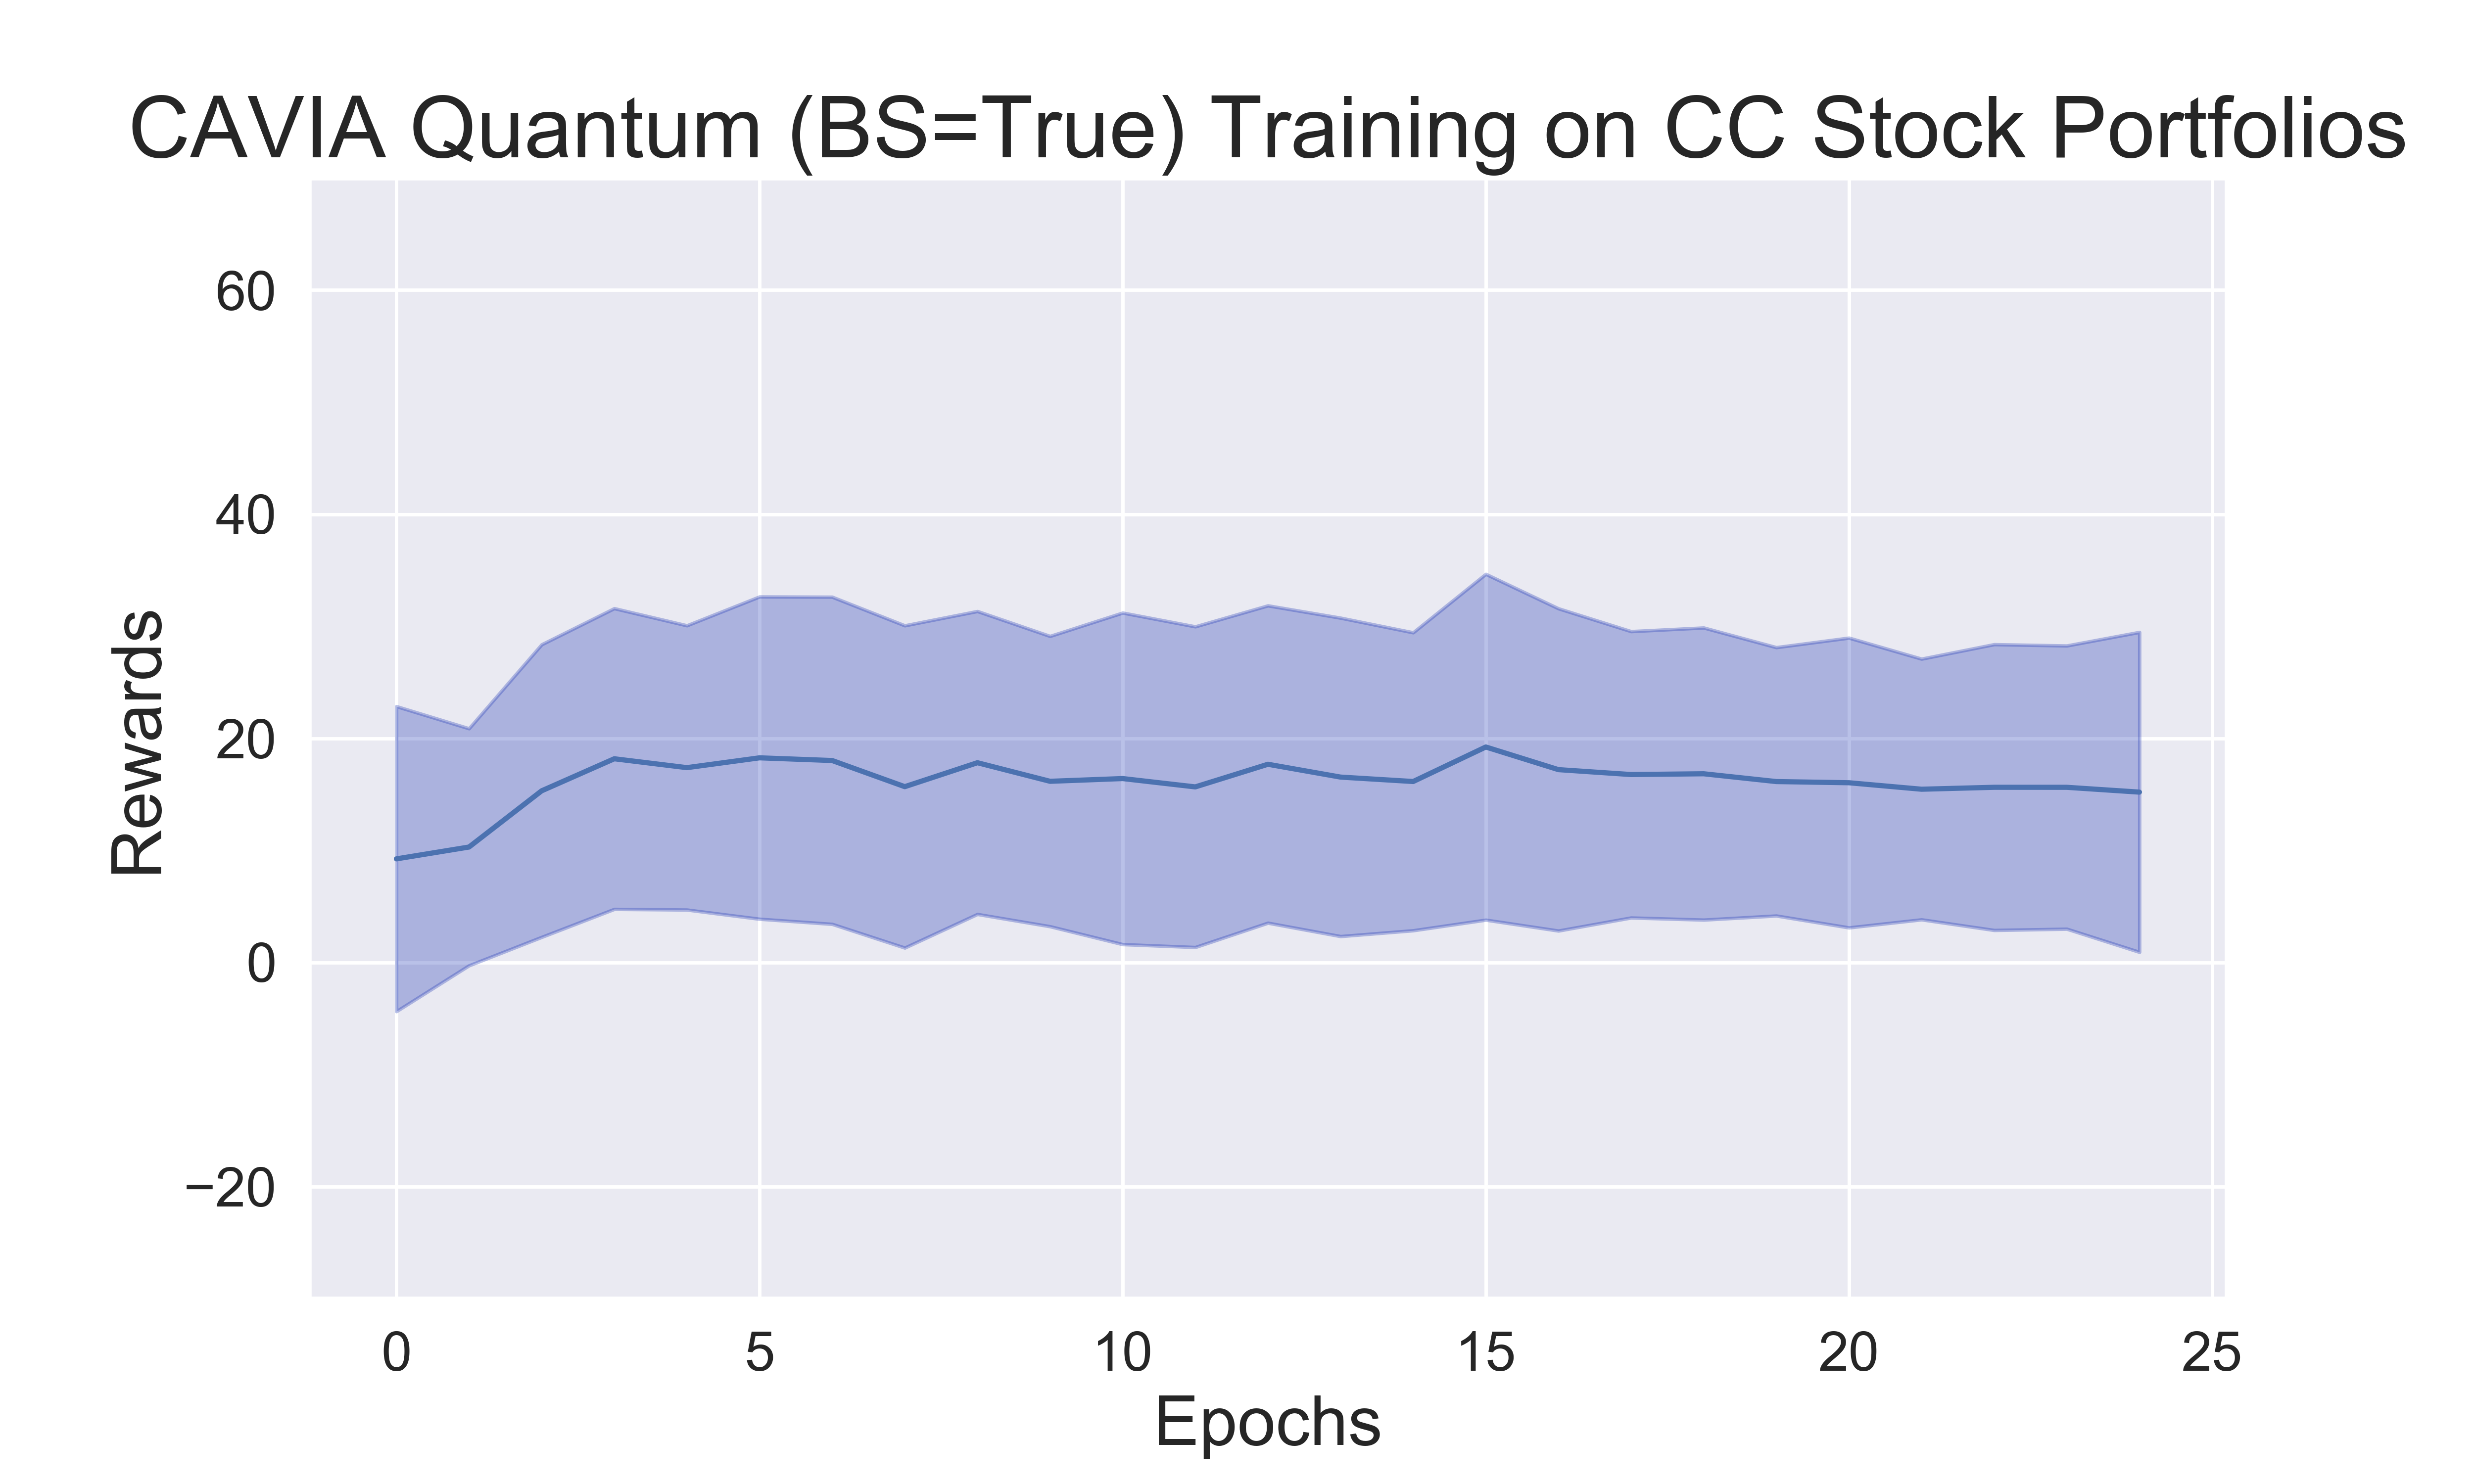 CAVIA Quantum (BS=True) Training on CC Stock Portfolios
60
40
20
0
−20
Rewards
0 5 10 15 20 25
Epochs